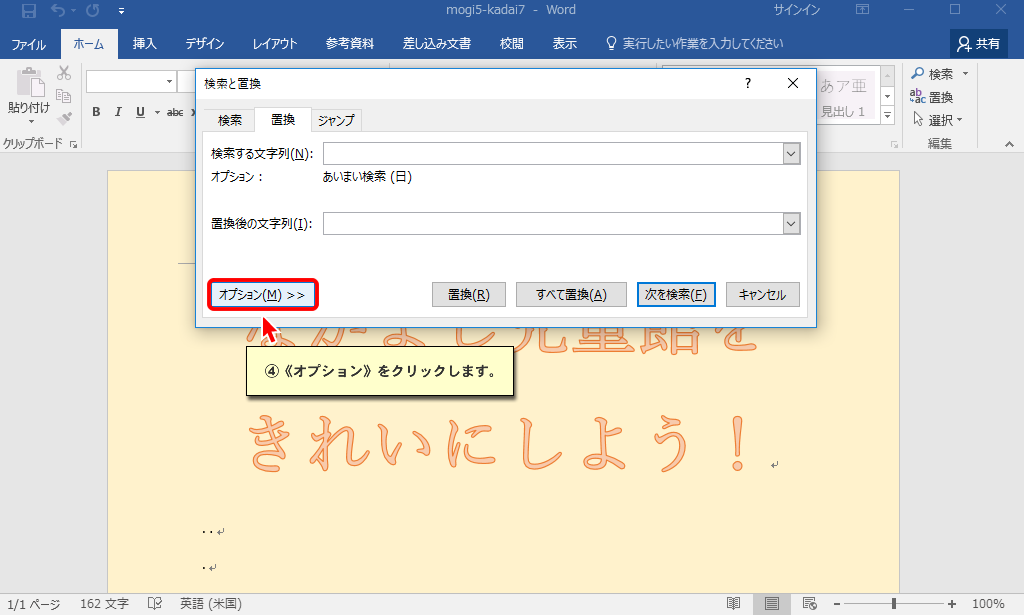 mogi5-kadai7 - Word
サインイン
ファイル ホーム 挿入 デザイン レイアウト 参考資料 差し込み文書 校閲 表示 実行したい作業を入力してください 共有
貼り付け
クリップボード
B I U abc
あア亜
見出し 1
検索
置換
選択
編集
検索と置換
検索 置換 ジャンプ
検索する文字列(N):
オプション : あいまい検索 (日)
置換後の文字列(I):
オプション(M) >> 置換(R) すべて置換(A) 次を検索(F) キャンセル
④《オプション》をクリックします。
なかよし児童館を
きれいにしよう！
1/1 ページ 162 文字 英語 (米国) 100%